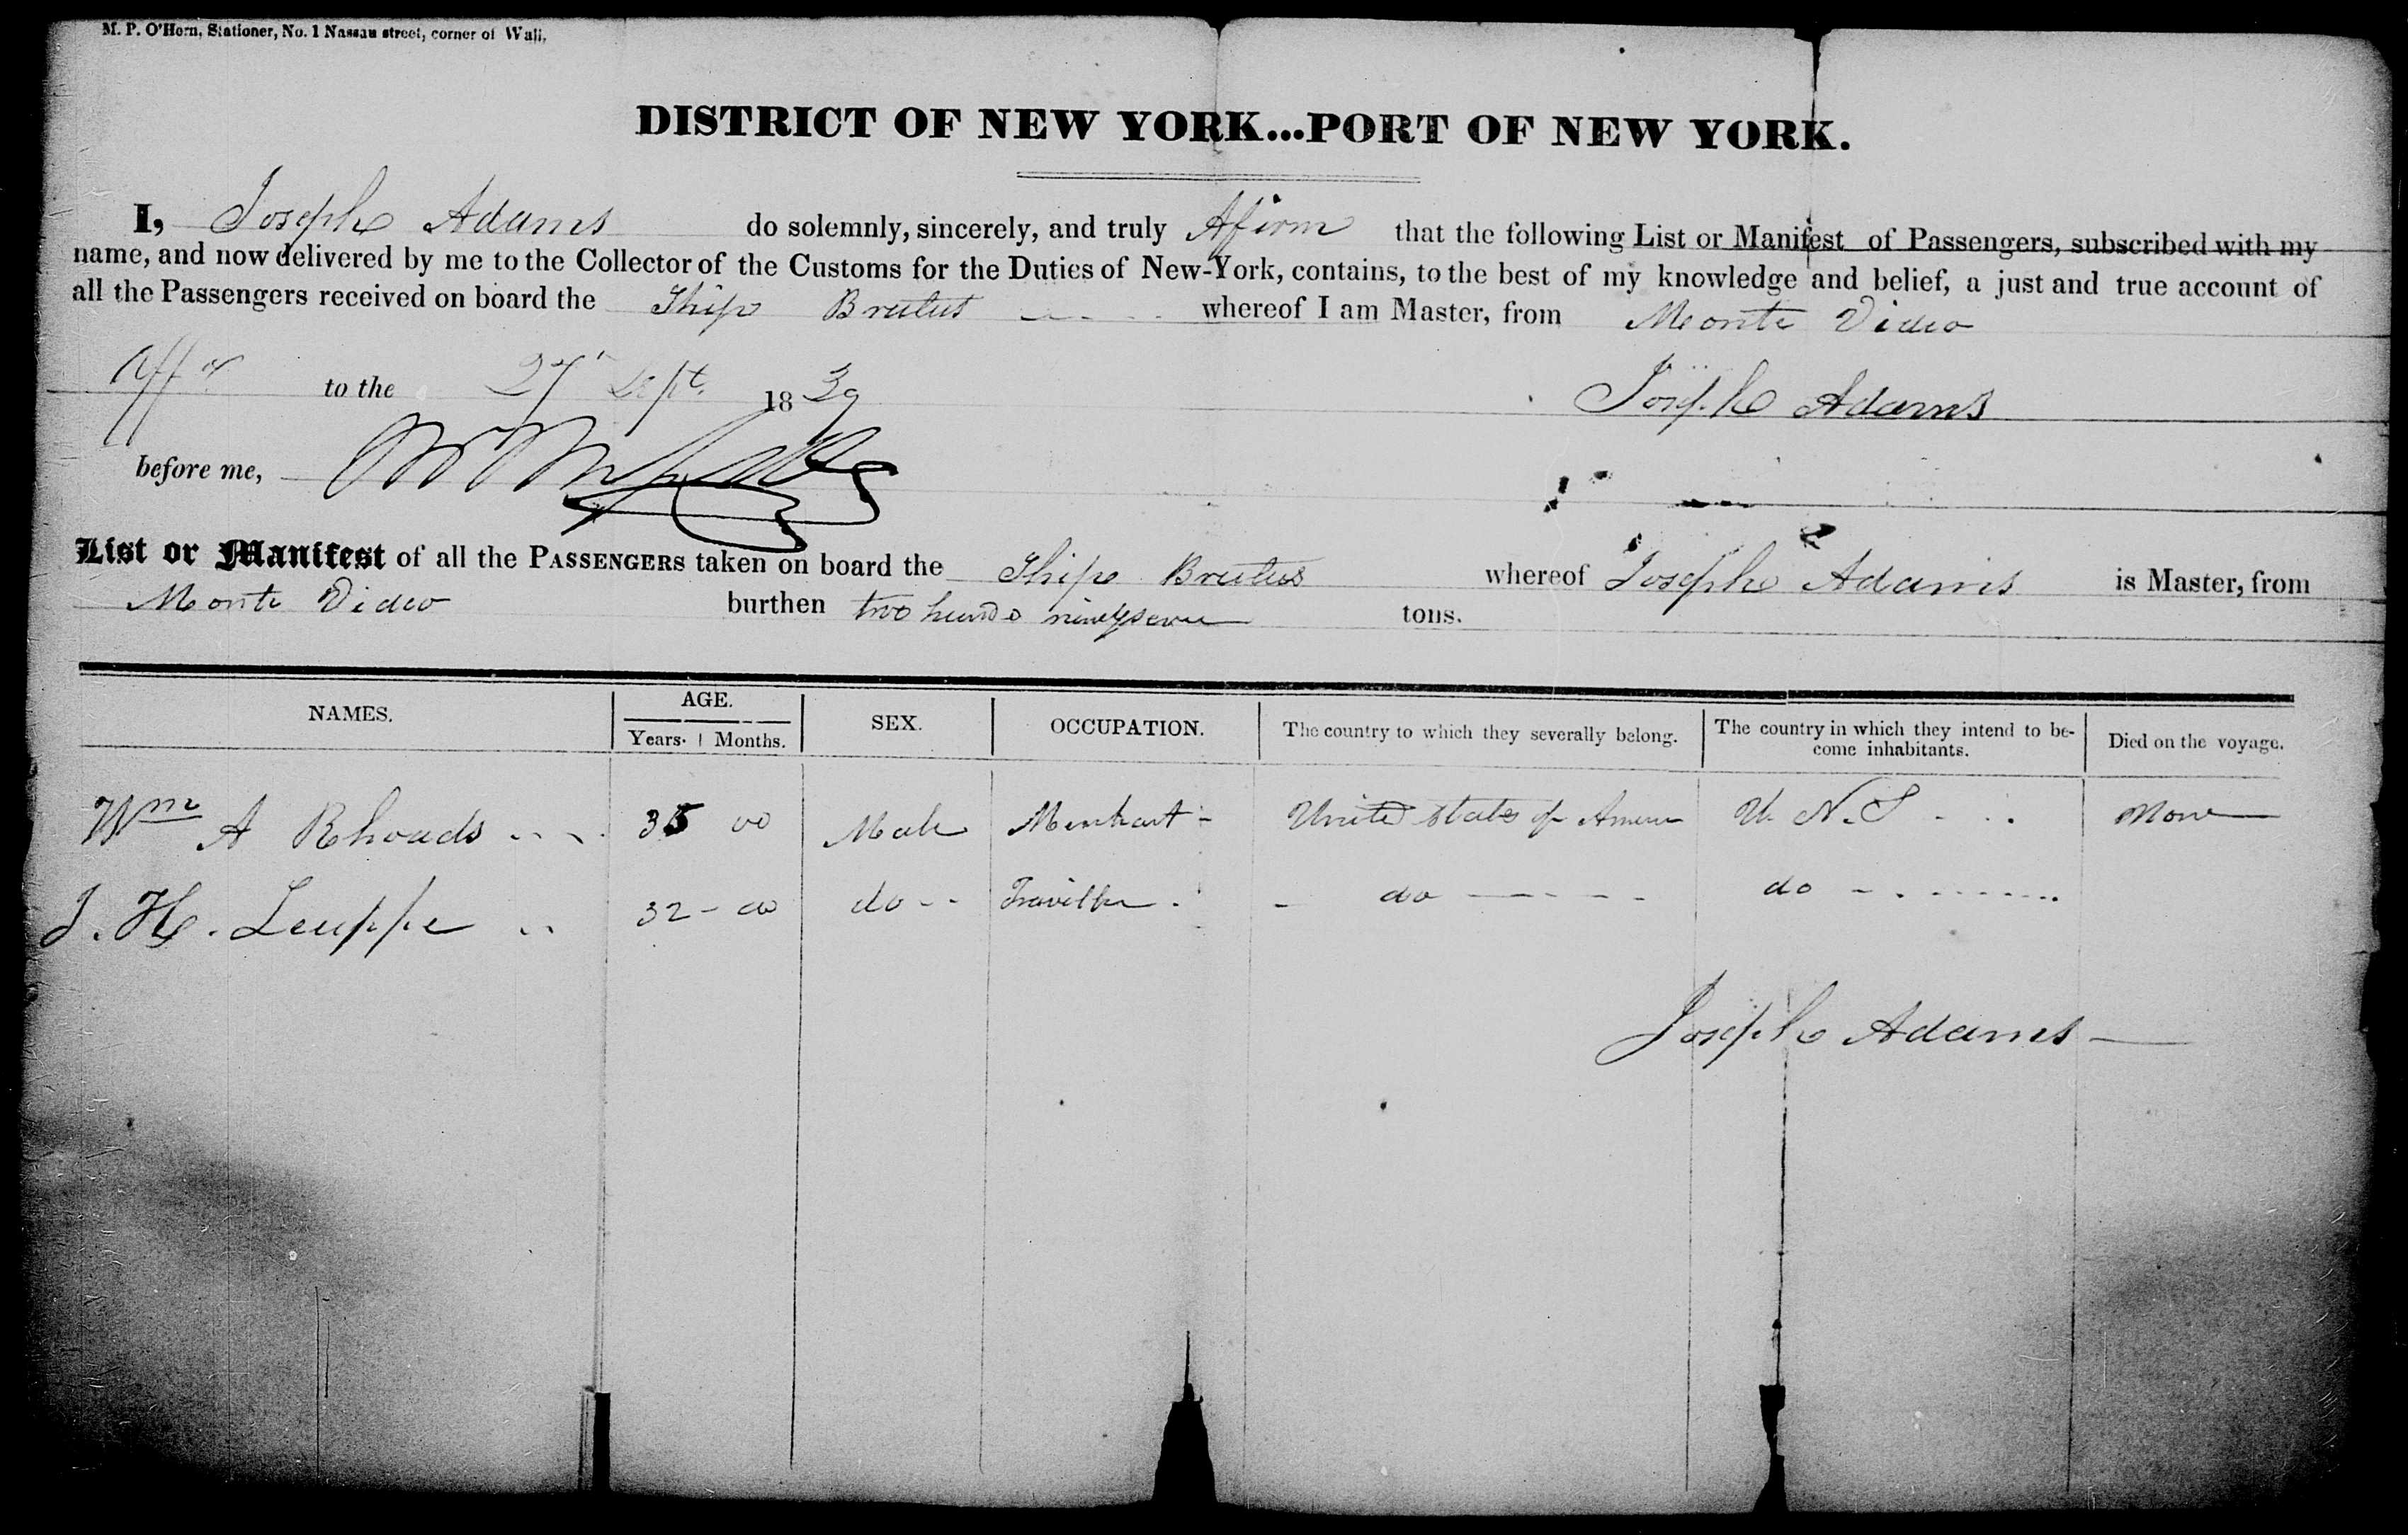 M. P. O'Horn, Stationer, No. 1 Nassau street, corner of Wall.
DISTRICT OF NEW YORK...PORT OF NEW YORK.
I, Joseph Adams do solemnly, sincerely, and truly Afirm that the following List or Manifest of Passengers, subscribed with my
name, and now delivered by me to the Collector of the Customs for the Duties of New-York, contains, to the best of my knowledge and belief, a just and true account of
all the Passengers received on board the Ship Brutus whereof I am Master, from Monte Video
to the 27 Sept. 1839 Joseph Adams
before me,
List or Manifest of all the PASSENGERS taken on board the Ship Brutus whereof Joseph Adams is Master, from
Monte Video burthen two hund ninety seven tons.
NAMES. AGE. SEX. OCCUPATION. The country to which they severally belong. The country in which they intend to be- Died on the voyage.
Years. Months. come inhabitants.
Wm A Rhoads 35 00 Male Merchant United States of America U. N. S None
J. H. Leuppe 32 - 00 do Traviller do do
Joseph Adams